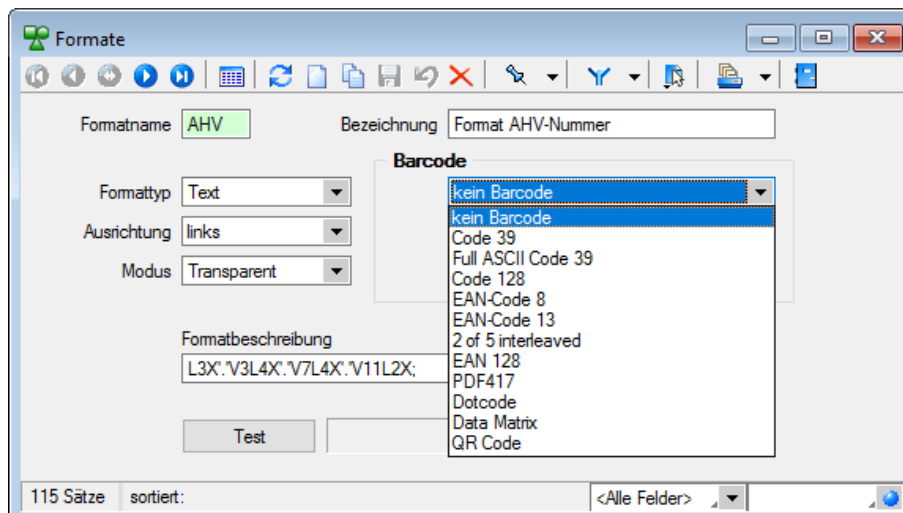 Formate
Formatname AHV Bezeichnung Format AHV-Nummer
Barcode
Formattyp Text kein Barcode
kein Barcode
Ausrichtung links Code 39
Full ASCII Code 39
Modus Transparent Code 128
EAN-Code 8
EAN-Code 13
Formatbeschreibung 2 of 5 interleaved
L3X'.'V3L4X'.'V7L4X'.'V11L2X; EAN 128
PDF417
Dotcode
Test Data Matrix
QR Code
115 Sätze sortiert: <Alle Felder>